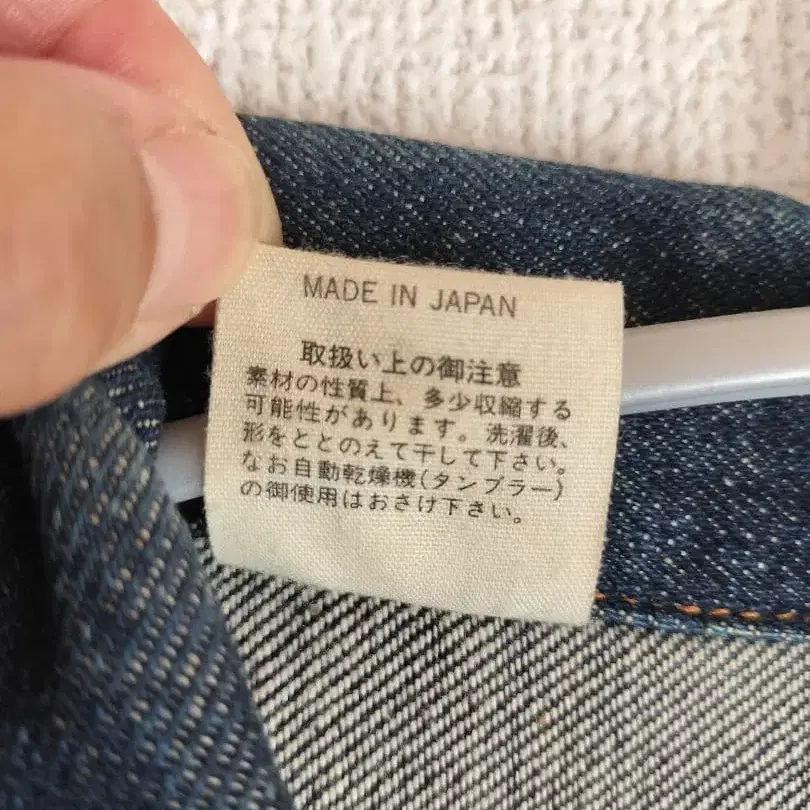 MADE IN JAPAN
取扱い上の御注意
素材の性質上、多少収縮する
可能性があります。洗濯後、
形をととのえて干して下さい。
なお自動乾燥機(タンブラー)
の御使用はおさけ下さい。